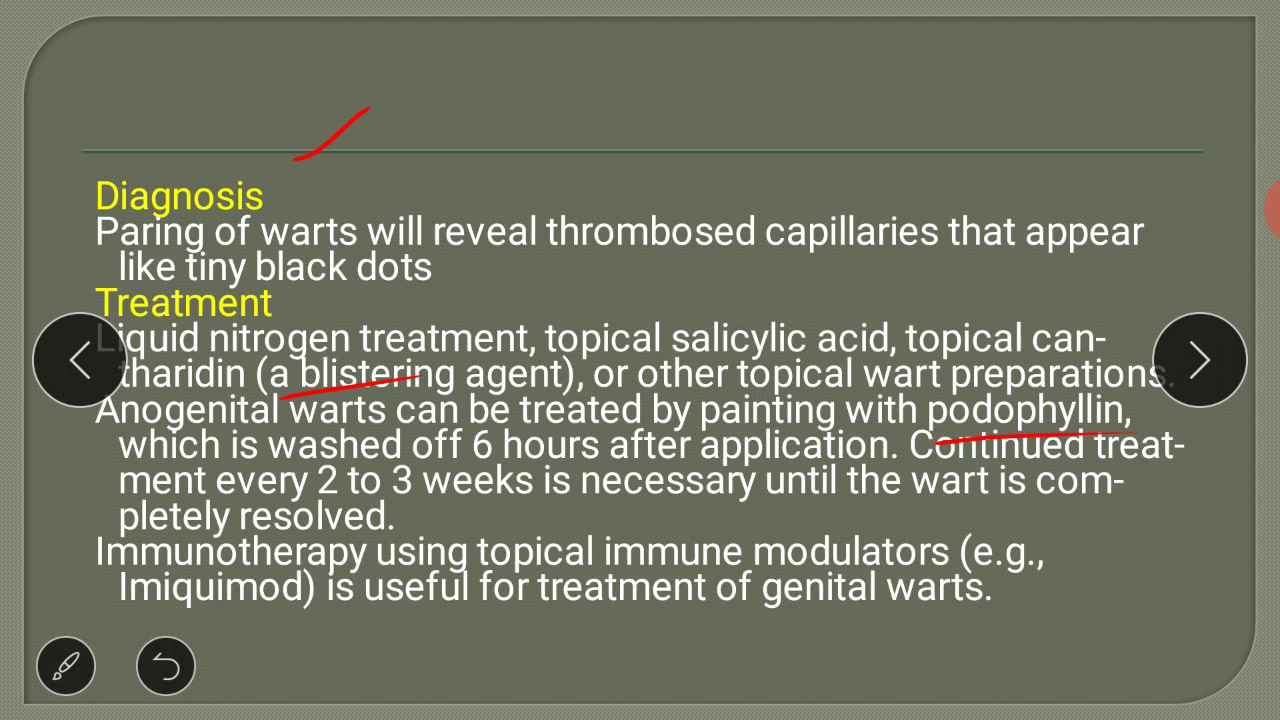 Diagnosis
Paring of warts will reveal thrombosed capillaries that appear
like tiny black dots
Treatment
Liquid nitrogen treatment, topical salicylic acid, topical can-
tharidin (a blistering agent), or other topical wart preparations.
Anogenital warts can be treated by painting with podophyllin,
which is washed off 6 hours after application. Continued treat-
ment every 2 to 3 weeks is necessary until the wart is com-
pletely resolved.
Immunotherapy using topical immune modulators (e.g.,
Imiquimod) is useful for treatment of genital warts.